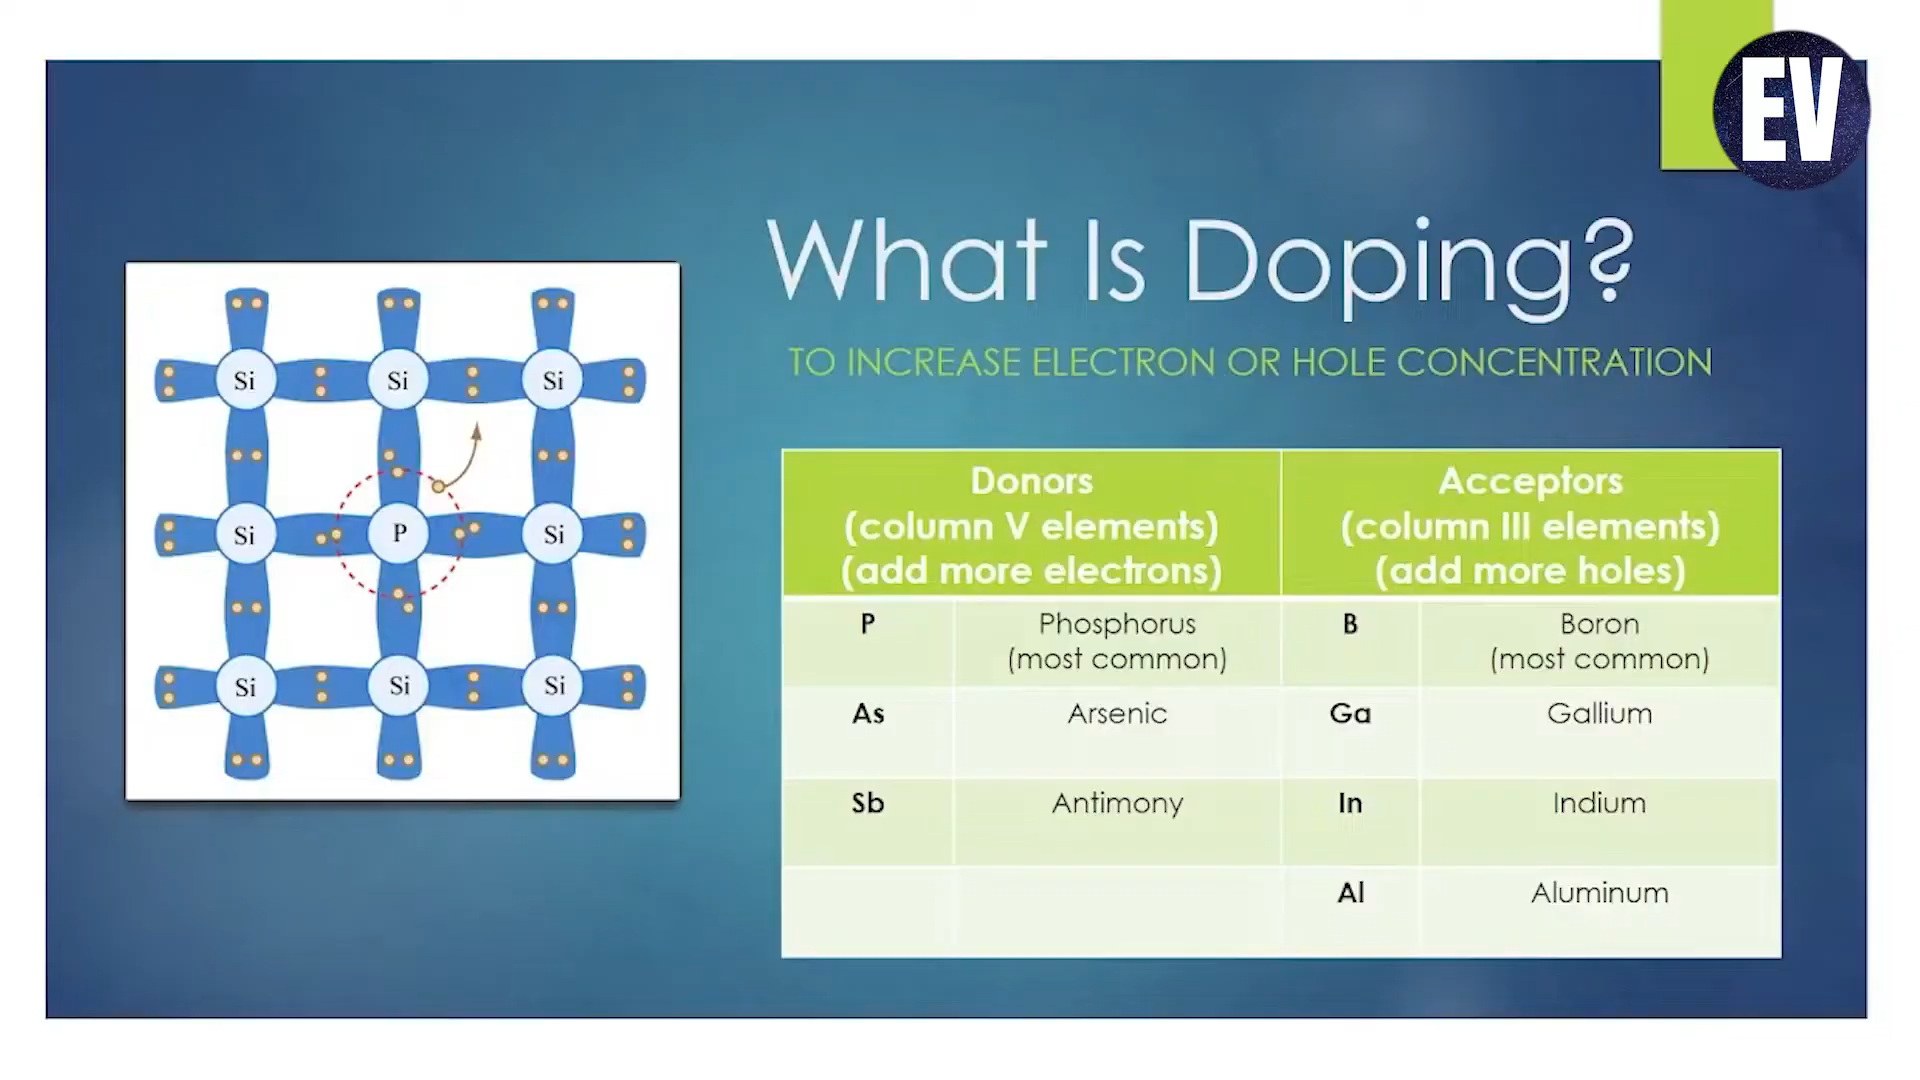 EV
What Is Doping?
TO INCREASE ELECTRON OR HOLE CONCENTRATION
Si Si Si
Si P Si
Si Si Si
Donors
(column V elements)
(add more electrons)
Acceptors
(column III elements)
(add more holes)
P Phosphorus
(most common)
B Boron
(most common)
As Arsenic Ga Gallium
Sb Antimony In Indium
Al Aluminum